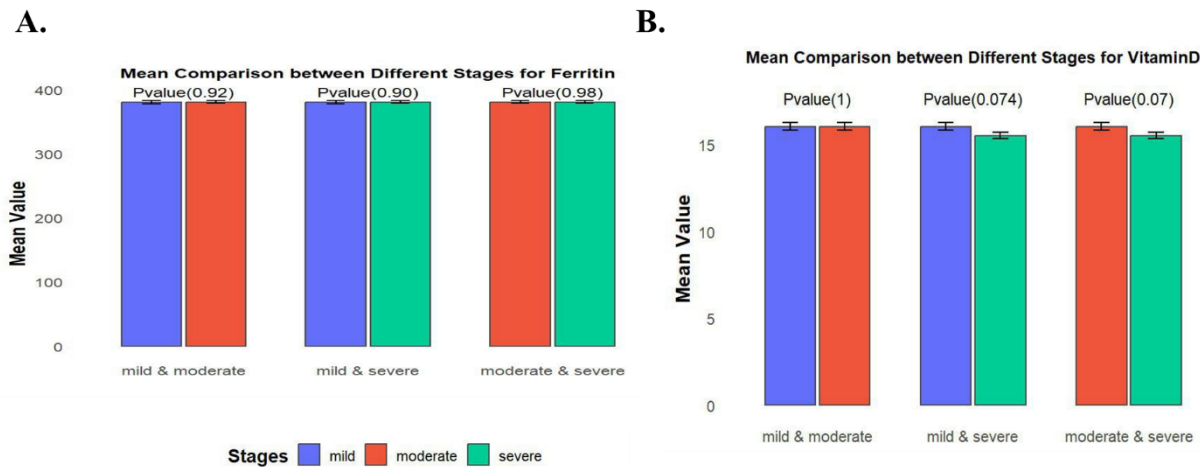 A.
Mean Comparison between Different Stages for Ferritin
Pvalue(0.92) Pvalue(0.90) Pvalue(0.98)
400
300
200
100
0
Mean Value
mild & moderate mild & severe moderate & severe
Stages mild moderate severe
B.
Mean Comparison between Different Stages for VitaminD
Pvalue(1) Pvalue(0.074) Pvalue(0.07)
15
10
5
0
Mean Value
mild & moderate mild & severe moderate & severe